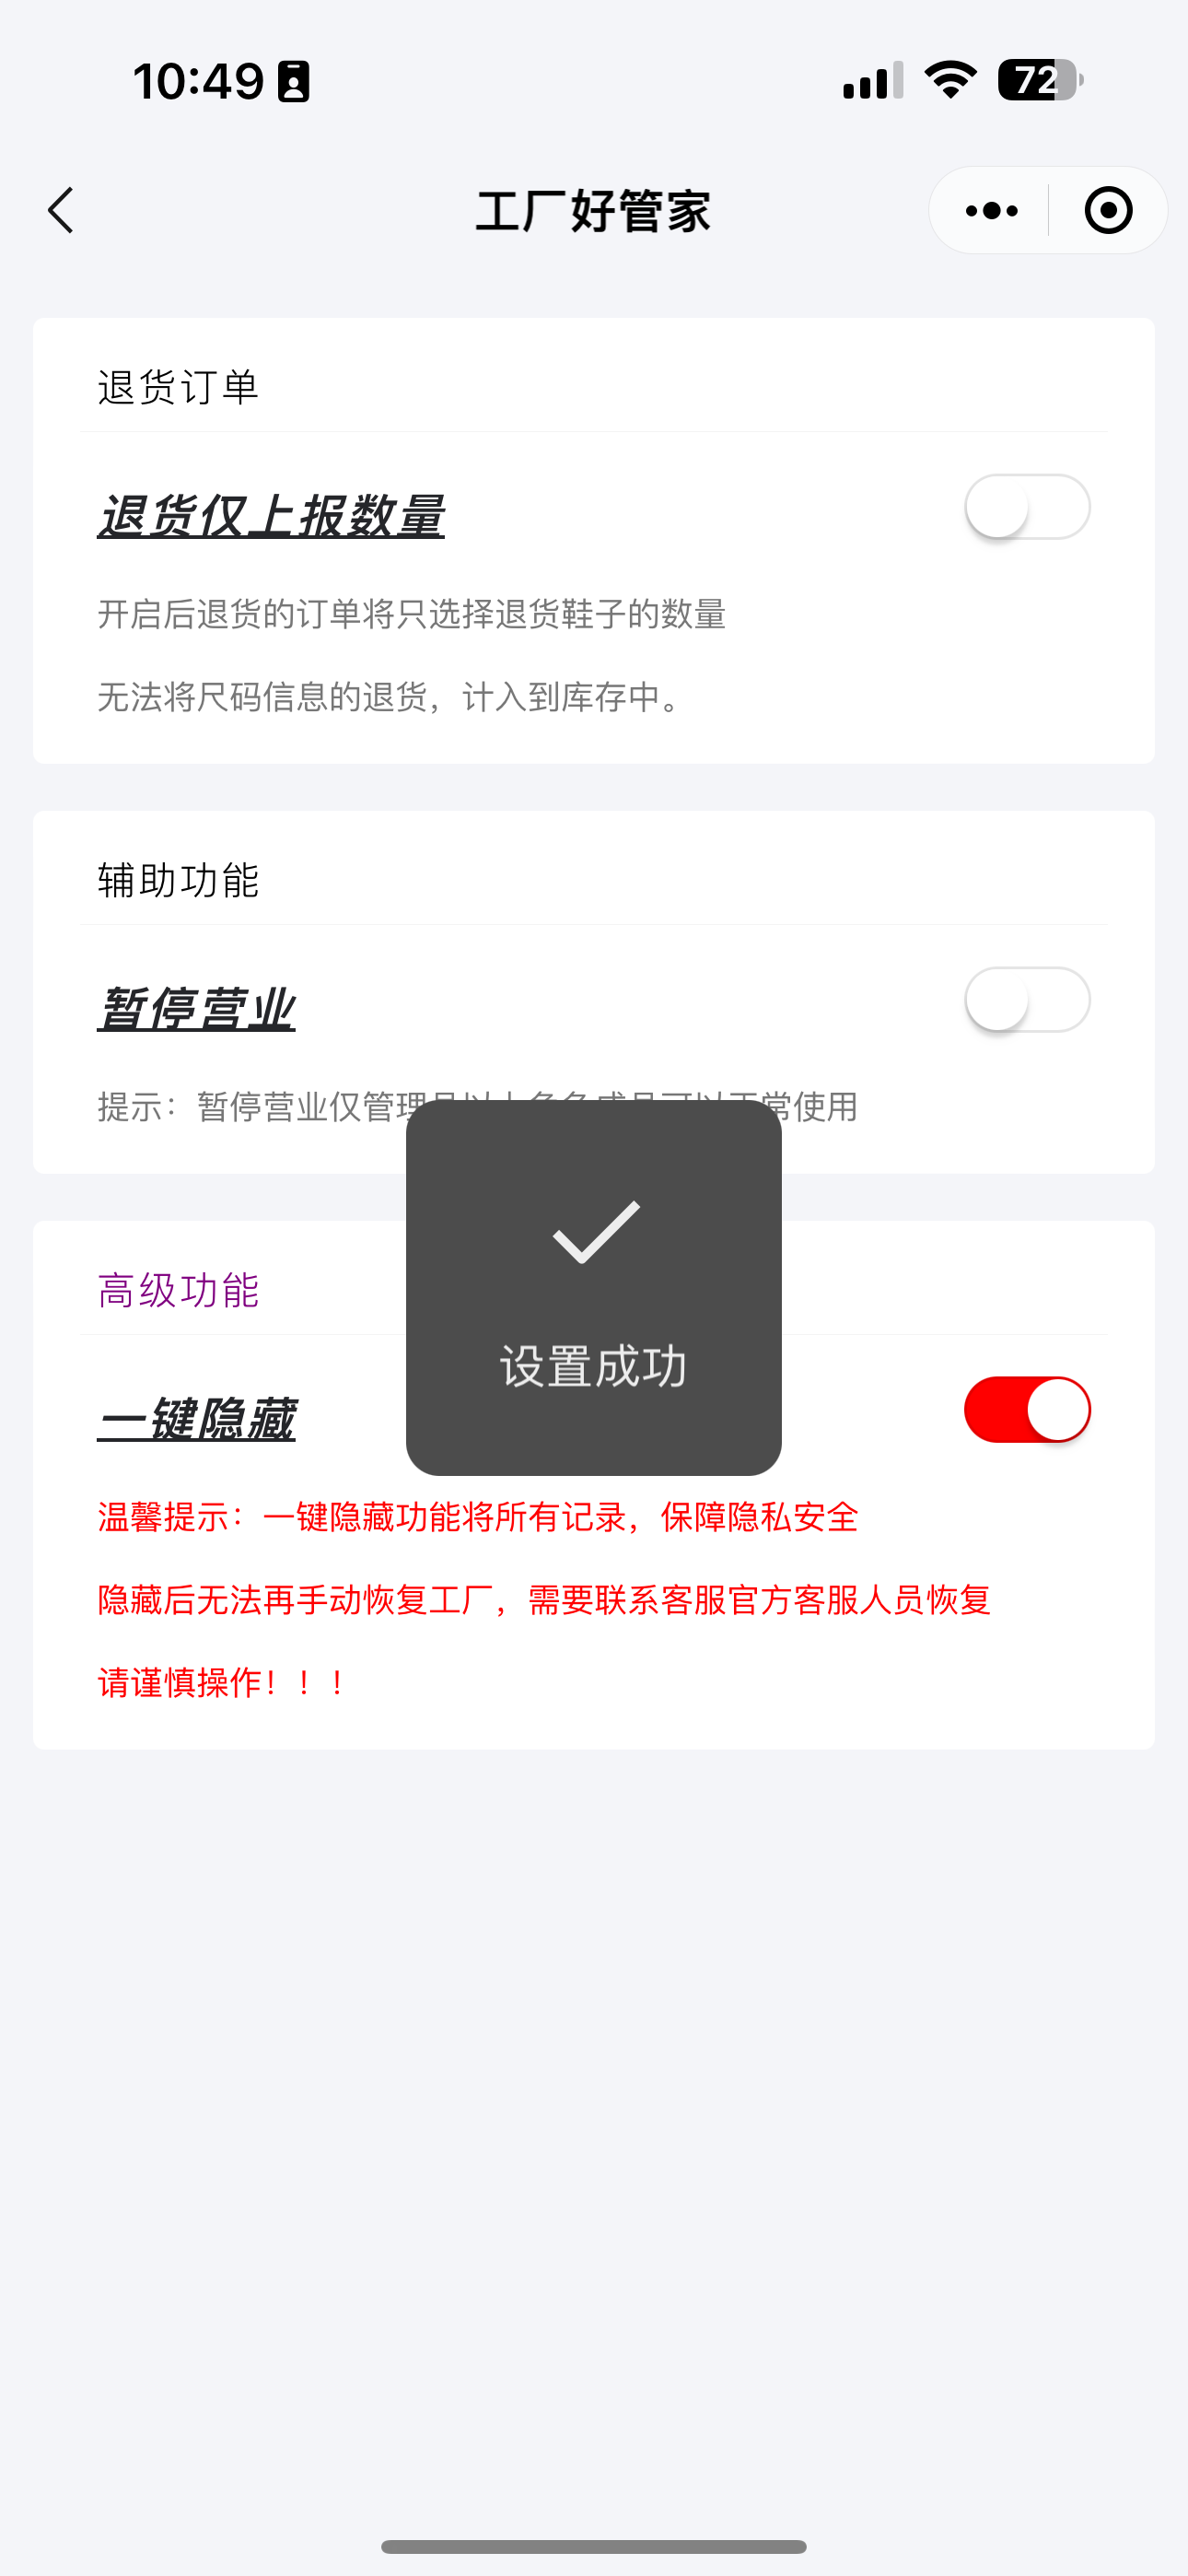 10:49
72
工厂好管家
退货订单
退货仅上报数量
开启后退货的订单将只选择退货鞋子的数量
无法将尺码信息的退货，计入到库存中。
辅助功能
暂停营业
提示：暂停营业仅管理 常使用
高级功能
设置成功
一键隐藏
温馨提示：一键隐藏功能将所有记录，保障隐私安全
隐藏后无法再手动恢复工厂，需要联系客服官方客服人员恢复
请谨慎操作！！！